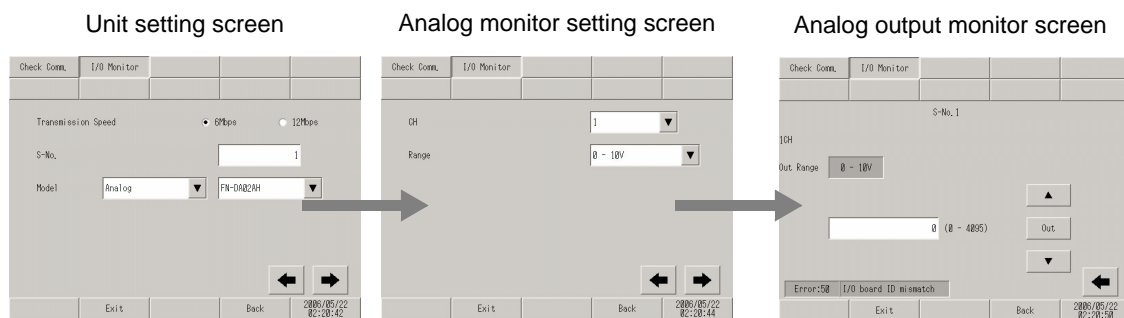 Unit setting screen
Check Comm. I/O Monitor
Transmission Speed 6Mbps 12Mbps
S-No. 1
Model Analog FN-DA02AH
Exit Back 2006/05/22
02:20:42
Analog monitor setting screen
Check Comm. I/O Monitor
CH 1
Range 0 - 10V
Exit Back 2006/05/22
02:20:44
Analog output monitor screen
Check Comm. I/O Monitor
S-No. 1
1CH
Out Range 0 - 10V
0 (0 - 4095) Out
Error:50 I/O board ID mismatch
Exit Back 2006/05/22
02:20:50